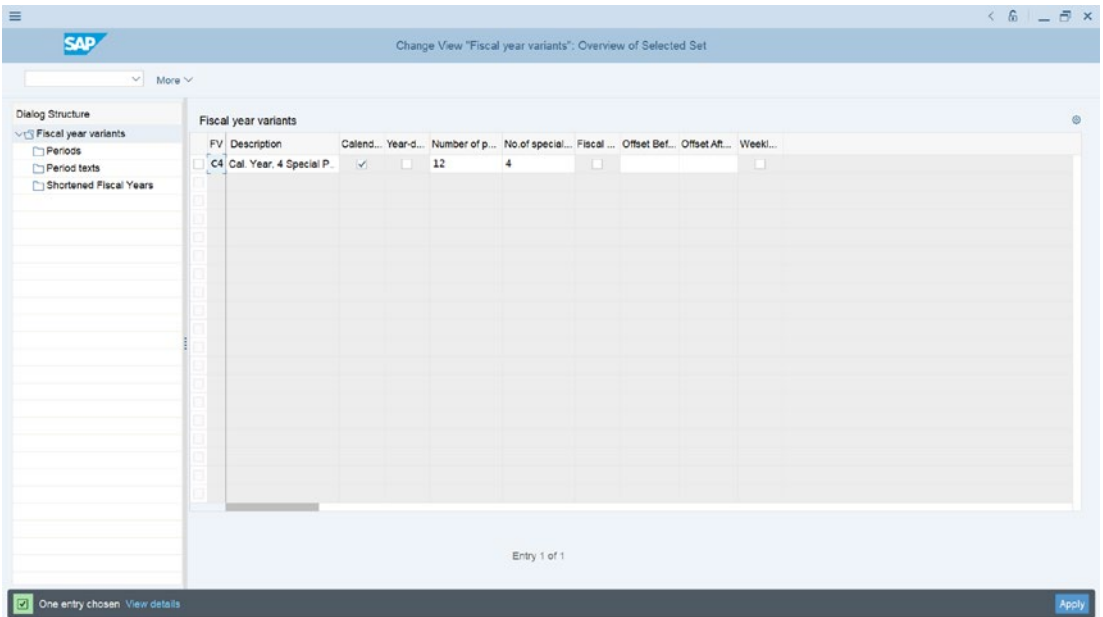 SAP
Change View "Fiscal year variants": Overview of Selected Set
More
Dialog Structure
Fiscal year variants
Periods
Period texts
Shortened Fiscal Years
Fiscal year variants
FV Description Calend... Year-d... Number of p... No.of special... Fiscal ... Offset Bef... Offset Aft... Weekl...
C4 Cal. Year, 4 Special P.. 12 4
Entry 1 of 1
One entry chosen View details
Apply